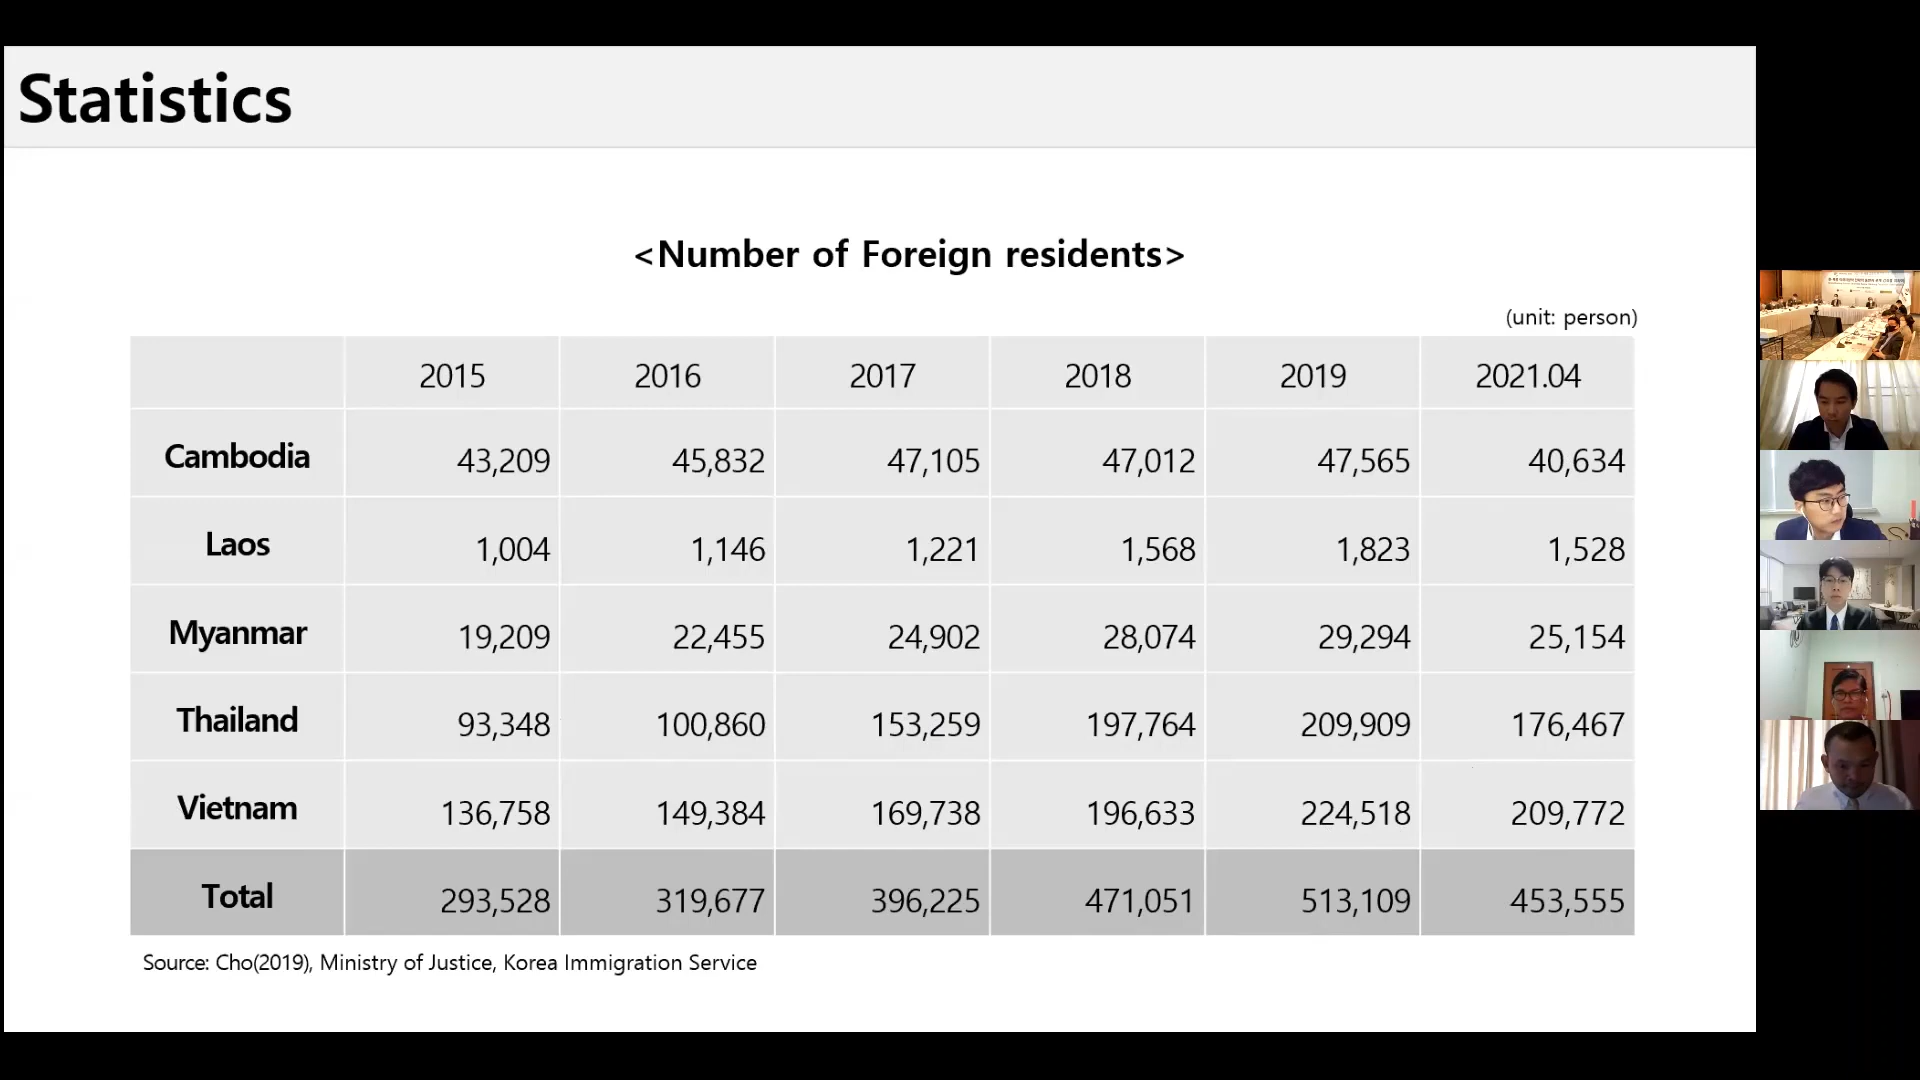 Statistics
<Number of Foreign residents>
(unit: person)
2015 2016 2017 2018 2019 2021.04
Cambodia 43,209 45,832 47,105 47,012 47,565 40,634
Laos 1,004 1,146 1,221 1,568 1,823 1,528
Myanmar 19,209 22,455 24,902 28,074 29,294 25,154
Thailand 93,348 100,860 153,259 197,764 209,909 176,467
Vietnam 136,758 149,384 169,738 196,633 224,518 209,772
Total 293,528 319,677 396,225 471,051 513,109 453,555
Source: Cho(2019), Ministry of Justice, Korea Immigration Service